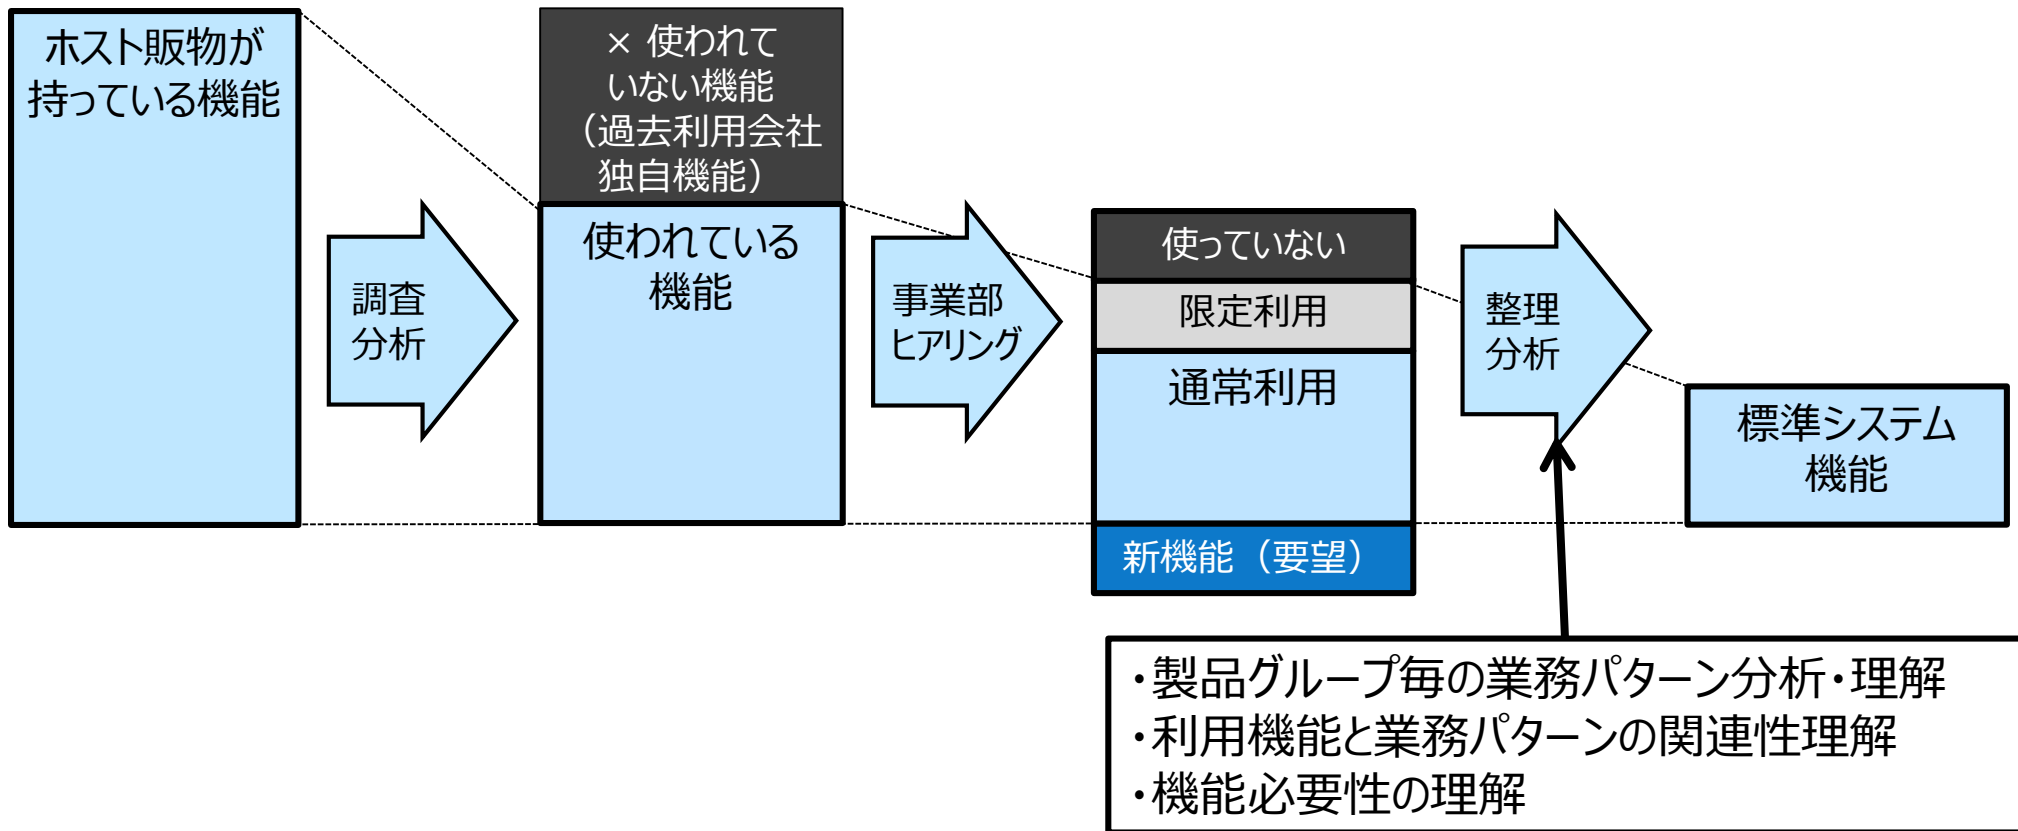 ホスト販物が
持っている機能
調査
分析
× 使われて
いない機能
（過去利用会社
独自機能）
使われている
機能
事業部
ヒアリング
使っていない
限定利用
通常利用
新機能（要望）
整理
分析
標準システム
機能
・製品グループ毎の業務パターン分析・理解
・利用機能と業務パターンの関連性理解
・機能必要性の理解